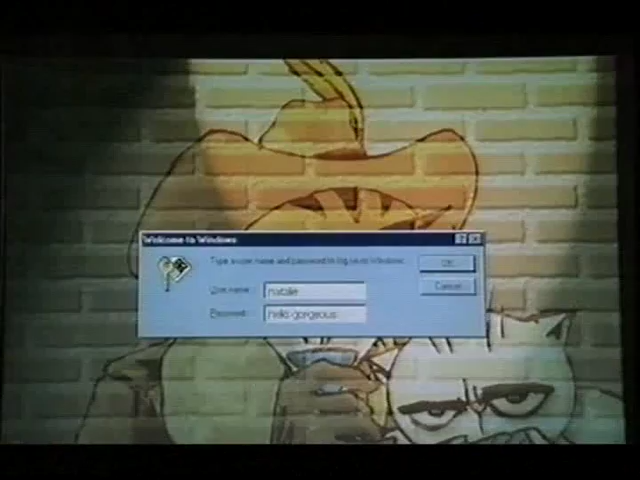 Welcome to Windows
Type a user name and password to log on to Windows.
OK
User name: natalie
Cancel
Password: hello gorgeous